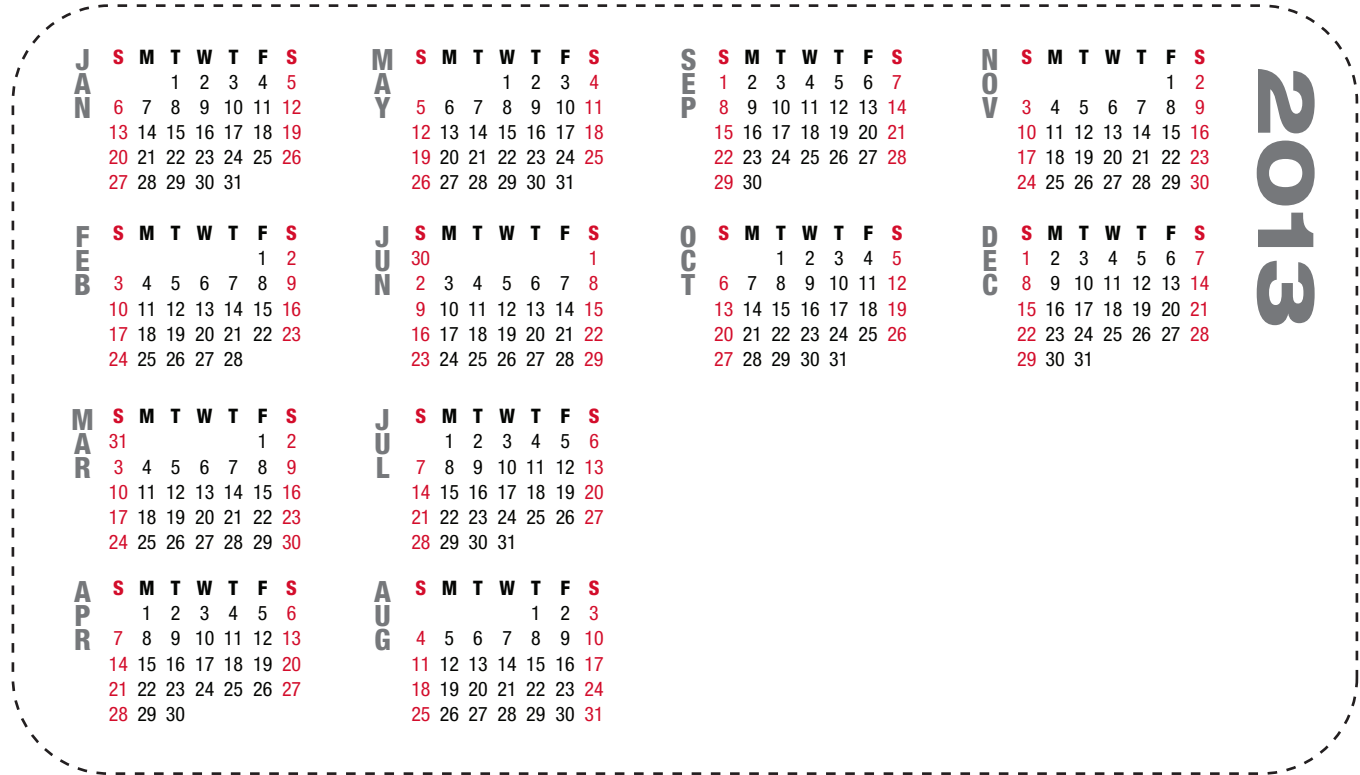 JAN
S M T W T F S
1 2 3 4 5
6 7 8 9 10 11 12
13 14 15 16 17 18 19
20 21 22 23 24 25 26
27 28 29 30 31
FEB
S M T W T F S
1 2
3 4 5 6 7 8 9
10 11 12 13 14 15 16
17 18 19 20 21 22 23
24 25 26 27 28
MAR
S M T W T F S
31 1 2
3 4 5 6 7 8 9
10 11 12 13 14 15 16
17 18 19 20 21 22 23
24 25 26 27 28 29 30
APR
S M T W T F S
1 2 3 4 5 6
7 8 9 10 11 12 13
14 15 16 17 18 19 20
21 22 23 24 25 26 27
28 29 30
MAY
S M T W T F S
1 2 3 4
5 6 7 8 9 10 11
12 13 14 15 16 17 18
19 20 21 22 23 24 25
26 27 28 29 30 31
JUN
S M T W T F S
30 1
2 3 4 5 6 7 8
9 10 11 12 13 14 15
16 17 18 19 20 21 22
23 24 25 26 27 28 29
JUL
S M T W T F S
1 2 3 4 5 6
7 8 9 10 11 12 13
14 15 16 17 18 19 20
21 22 23 24 25 26 27
28 29 30 31
AUG
S M T W T F S
1 2 3
4 5 6 7 8 9 10
11 12 13 14 15 16 17
18 19 20 21 22 23 24
25 26 27 28 29 30 31
SEP
S M T W T F S
1 2 3 4 5 6 7
8 9 10 11 12 13 14
15 16 17 18 19 20 21
22 23 24 25 26 27 28
29 30
OCT
S M T W T F S
1 2 3 4 5
6 7 8 9 10 11 12
13 14 15 16 17 18 19
20 21 22 23 24 25 26
27 28 29 30 31
NOV
S M T W T F S
1 2
3 4 5 6 7 8 9
10 11 12 13 14 15 16
17 18 19 20 21 22 23
24 25 26 27 28 29 30
DEC
S M T W T F S
1 2 3 4 5 6 7
8 9 10 11 12 13 14
15 16 17 18 19 20 21
22 23 24 25 26 27 28
29 30 31
2013